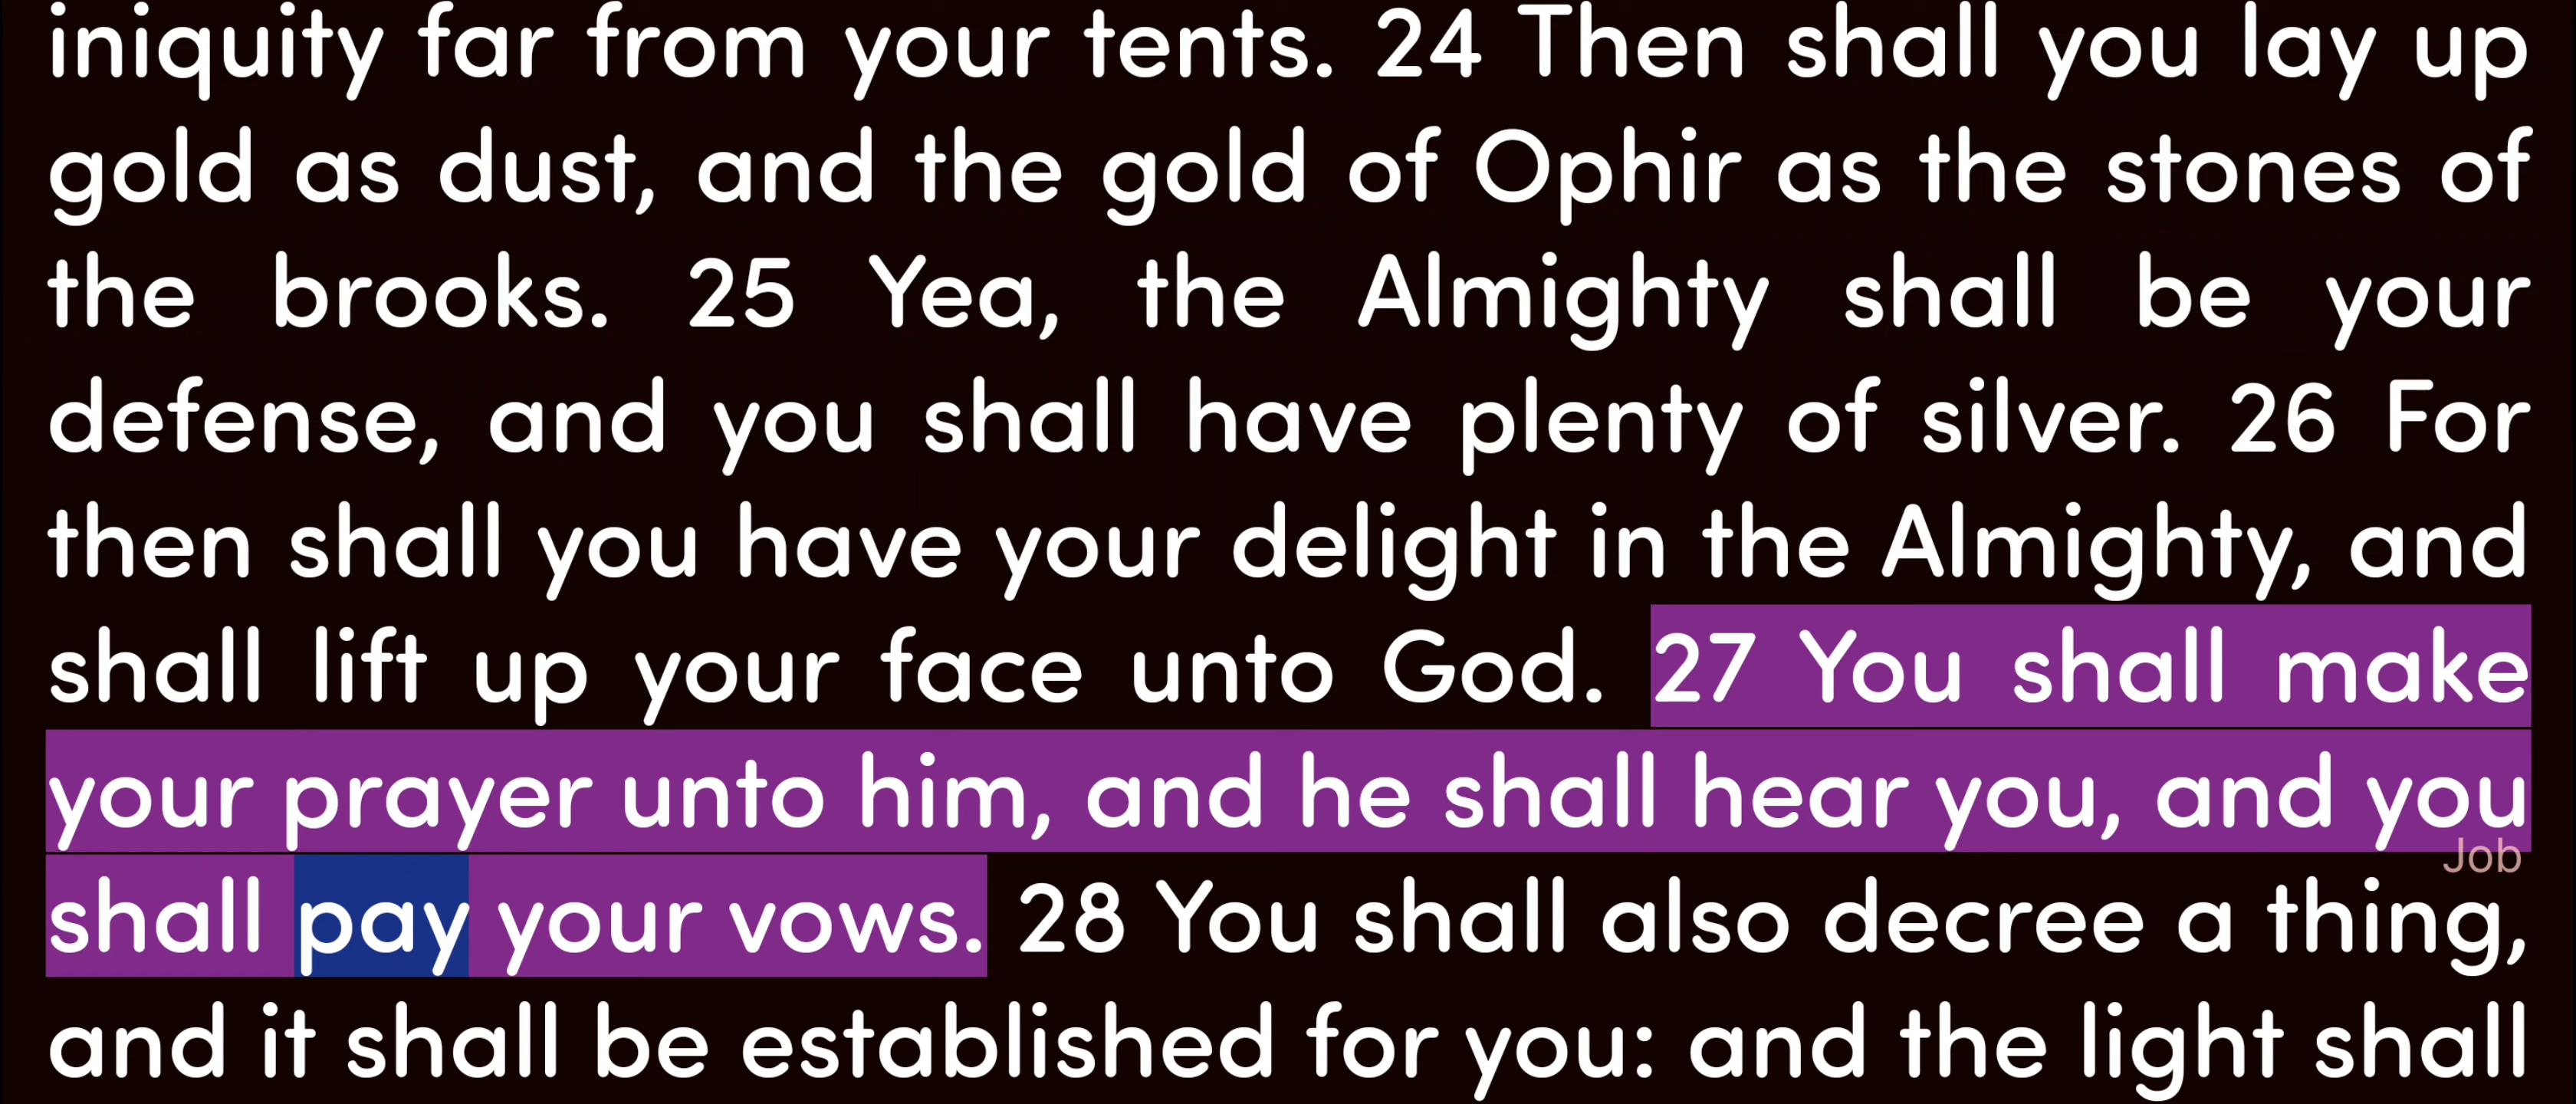 iniquity far from your tents. 24 Then shall you lay up
gold as dust, and the gold of Ophir as the stones of
the brooks. 25 Yea, the Almighty shall be your
defense, and you shall have plenty of silver. 26 For
then shall you have your delight in the Almighty, and
shall lift up your face unto God. 27 You shall make
your prayer unto him, and he shall hear you, and you
Job
shall pay your vows. 28 You shall also decree a thing,
and it shall be established for you: and the light shall